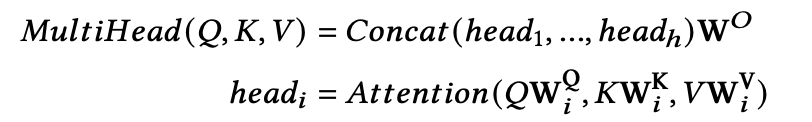 MultiHead(Q, K, V) = Concat(head₁, ..., headₕ)W^O
headᵢ = Attention(QWᵢ^Q, KWᵢ^K, VWᵢ^V)